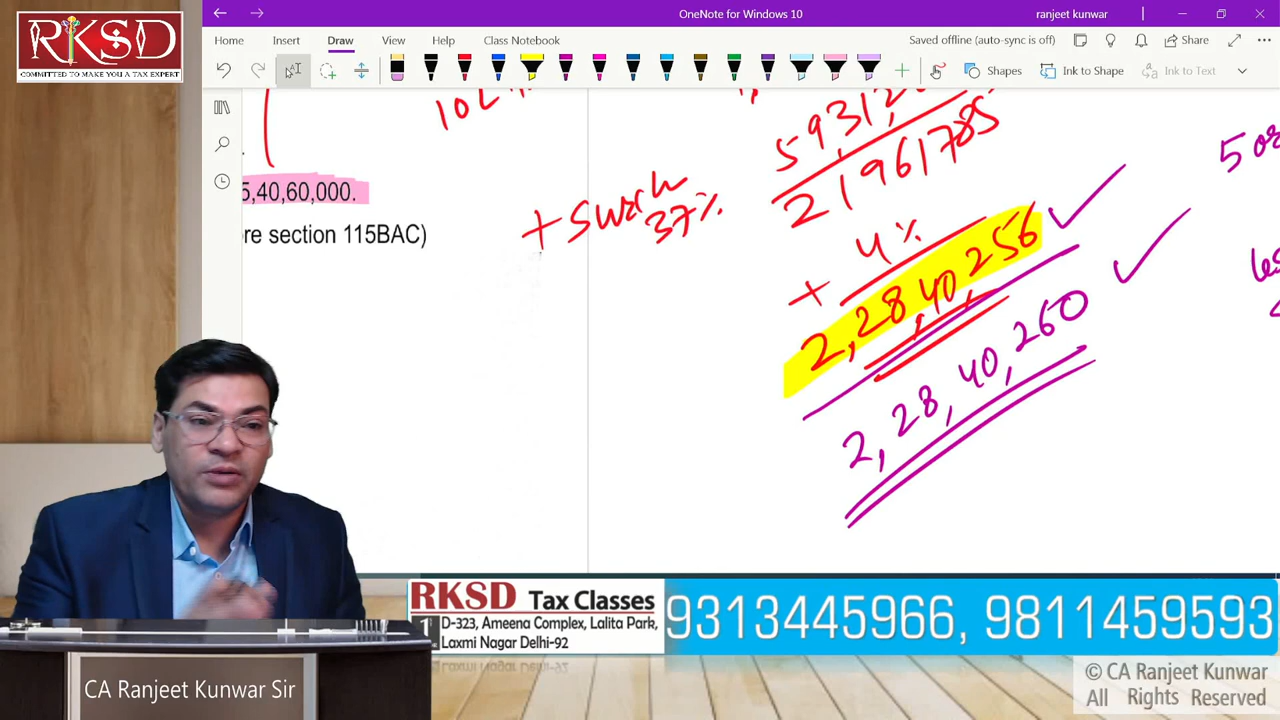 RKSD
COMMITTED TO MAKE YOU A TAX EXPERT
OneNote for Windows 10
ranjeet kunwar
Home Insert Draw View Help Class Notebook
Saved offline (auto-sync is off)
Share
Shapes
Ink to Shape
Ink to Text
5,40,60,000.
re section 115BAC)
+
37%
21961785
+ 4%
2,28,40,256
2,28,40,260
5 or
RKSD Tax Classes
D-323, Ameena Complex, Lalita Park,
Laxmi Nagar Delhi-92
9313445966, 9811459593
CA Ranjeet Kunwar Sir
© CA Ranjeet Kunwar
All Rights Reserved